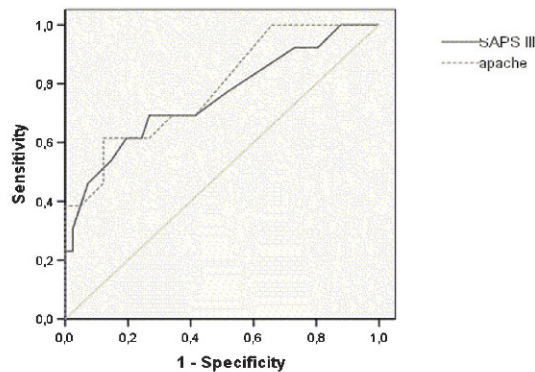 1,0
0,8
0,6
0,4
0,2
0,0
Sensitivity
0,0 0,2 0,4 0,6 0,8 1,0
1 - Specificity
SAPS III
apache